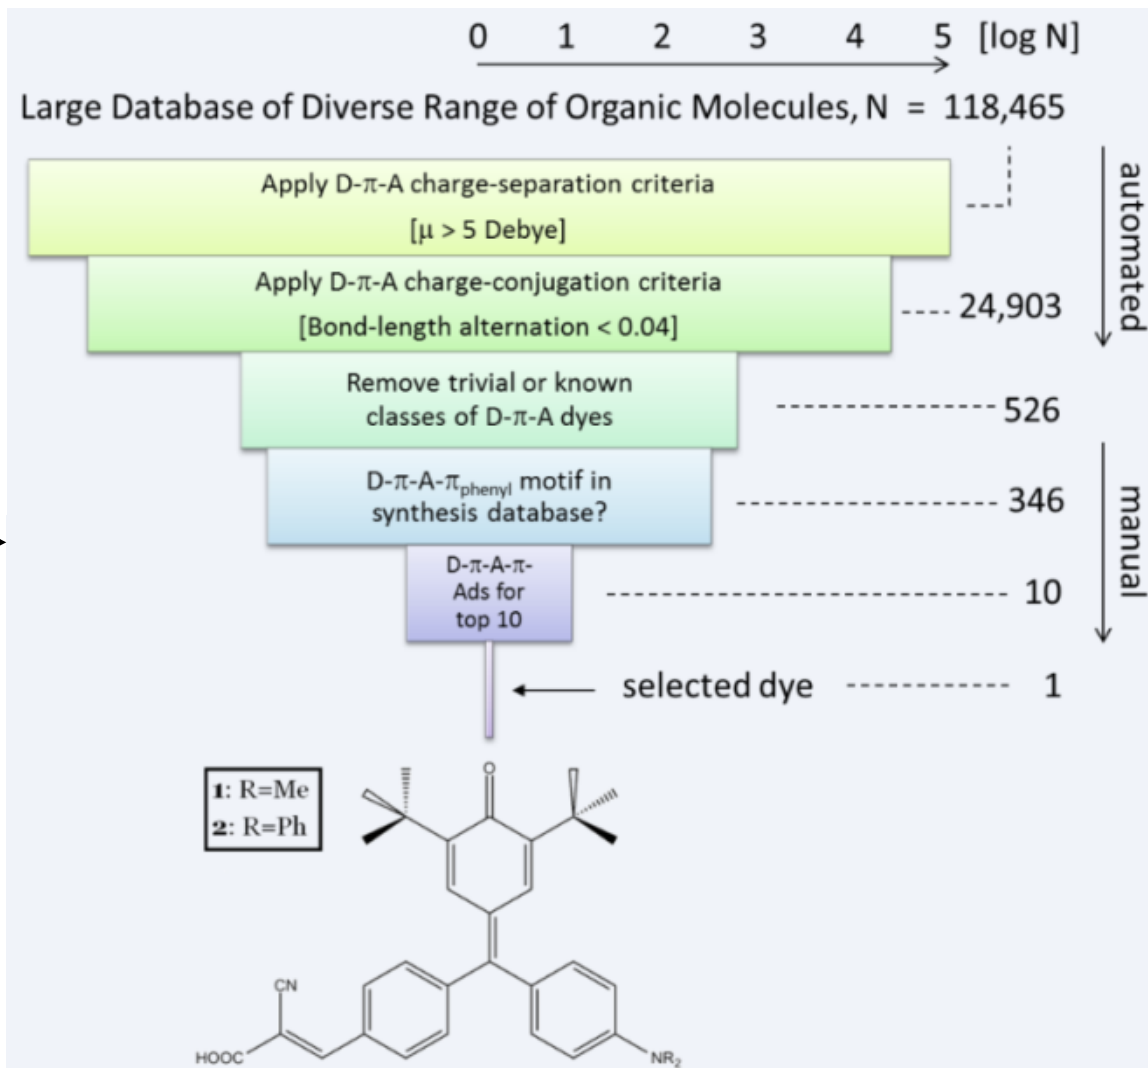 0 1 2 3 4 5 [log N]
Large Database of Diverse Range of Organic Molecules, N = 118,465
automated
Apply D-π-A charge-separation criteria
[μ > 5 Debye]
Apply D-π-A charge-conjugation criteria
[Bond-length alternation < 0.04]
24,903
Remove trivial or known
classes of D-π-A dyes
526
manual
D-π-A-πphenyl motif in
synthesis database?
346
D-π-A-π-
Ads for
top 10
10
selected dye 1
1: R=Me
2: R=Ph
O
CN
HOOC
NR2